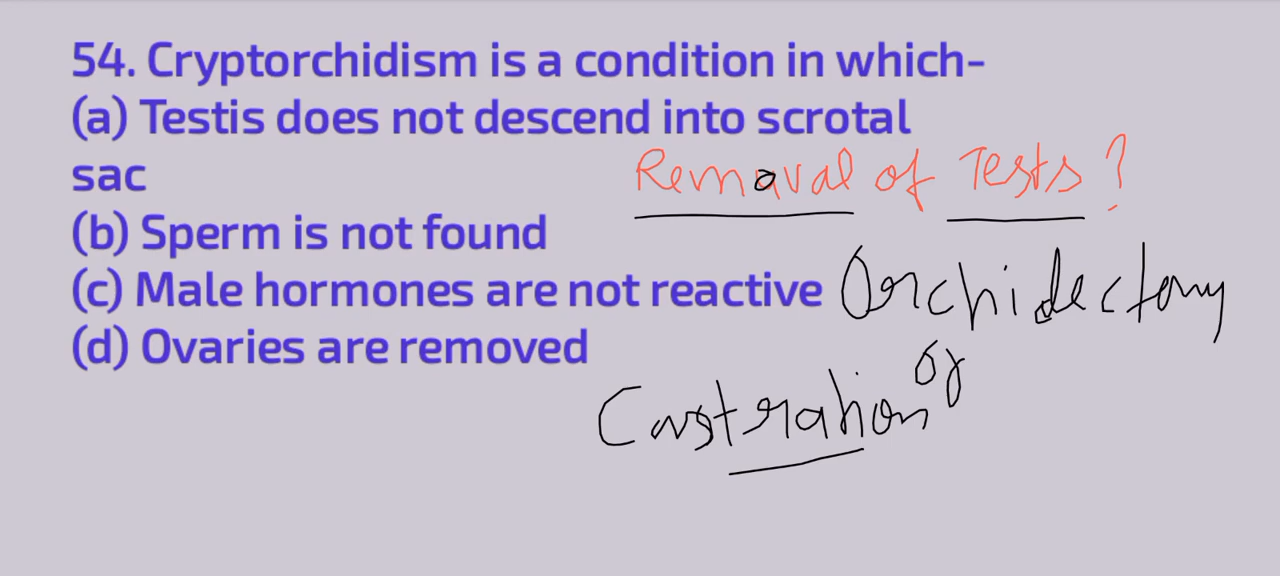 54. Cryptorchidism is a condition in which-
(a) Testis does not descend into scrotal
sac
Removal of Tests ?
(b) Sperm is not found
(c) Male hormones are not reactive
Orchidectomy
(d) Ovaries are removed
or
Castration